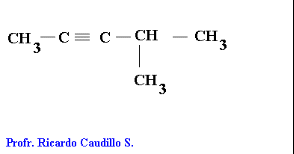 CH3 — C ≡ C — CH — CH3
CH3
Profr. Ricardo Caudillo S.